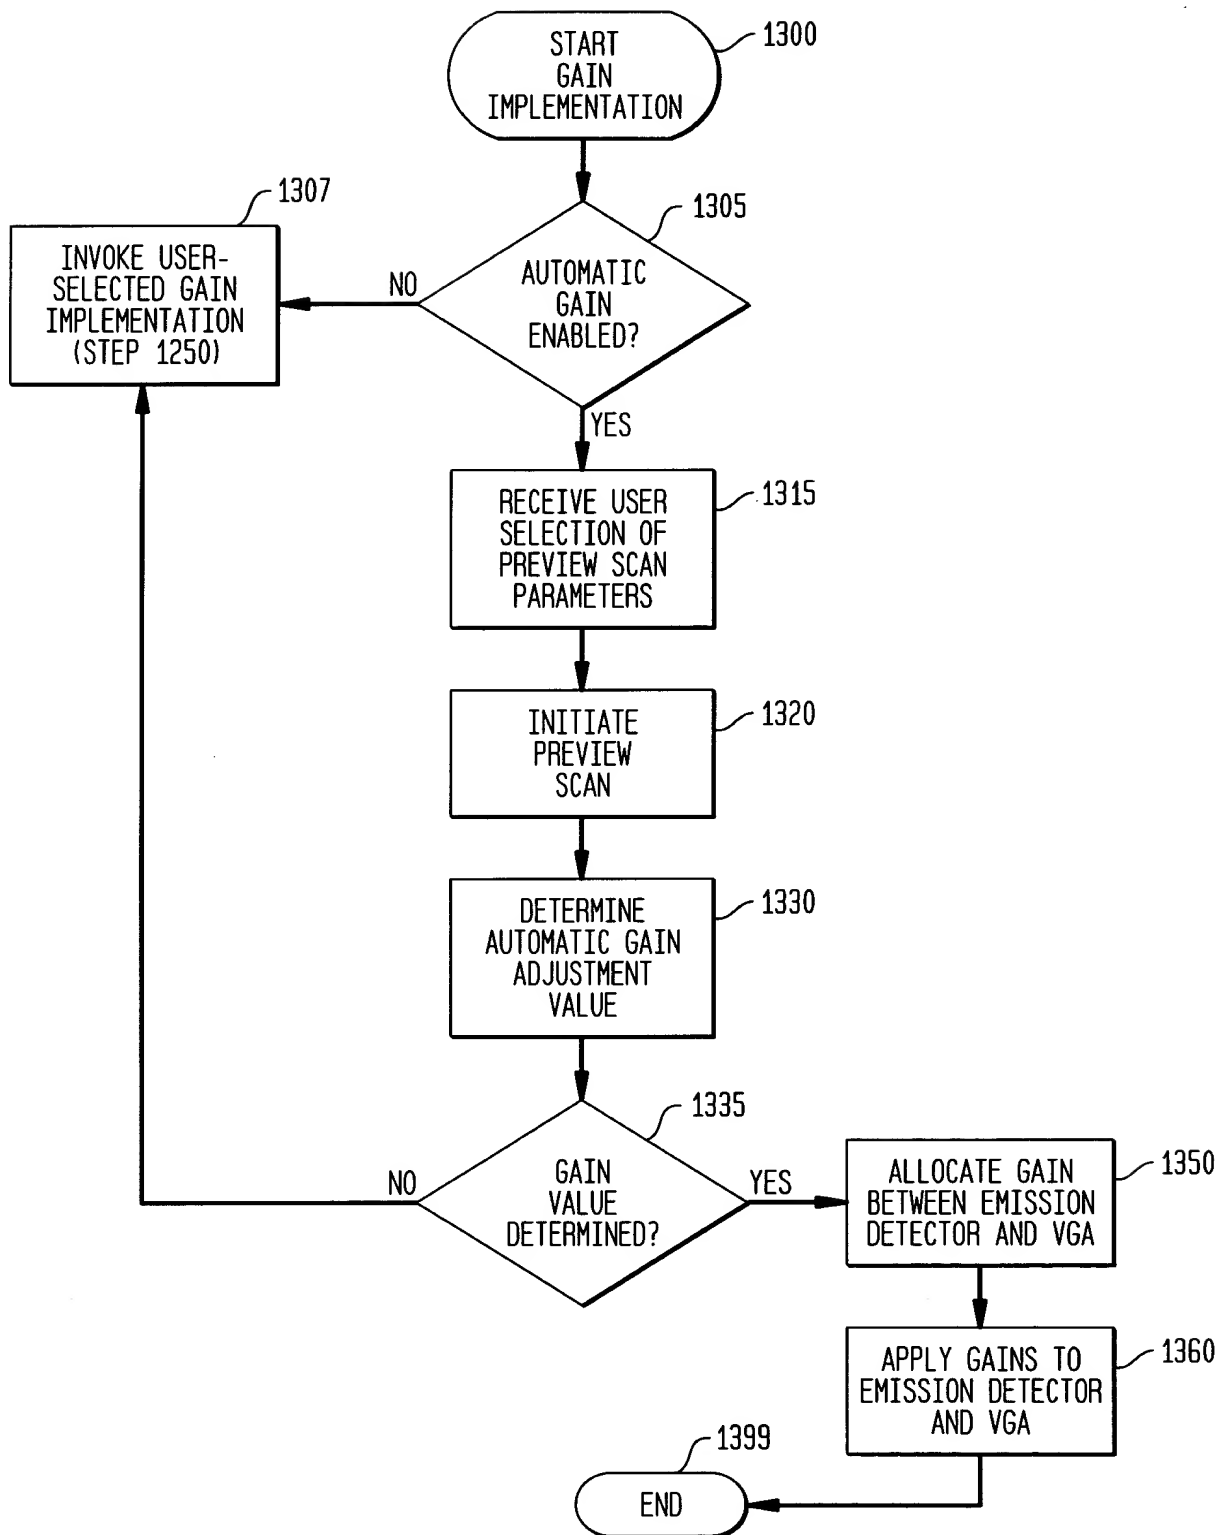 START
GAIN
IMPLEMENTATION
1300
1307
1305
INVOKE USER-
SELECTED GAIN
IMPLEMENTATION
(STEP 1250)
NO
AUTOMATIC
GAIN
ENABLED?
YES
RECEIVE USER
SELECTION OF
PREVIEW SCAN
PARAMETERS
1315
INITIATE
PREVIEW
SCAN
1320
DETERMINE
AUTOMATIC GAIN
ADJUSTMENT
VALUE
1330
1335
NO
GAIN
VALUE
DETERMINED?
YES
ALLOCATE GAIN
BETWEEN EMISSION
DETECTOR AND VGA
1350
APPLY GAINS TO
EMISSION DETECTOR
AND VGA
1360
1399
END